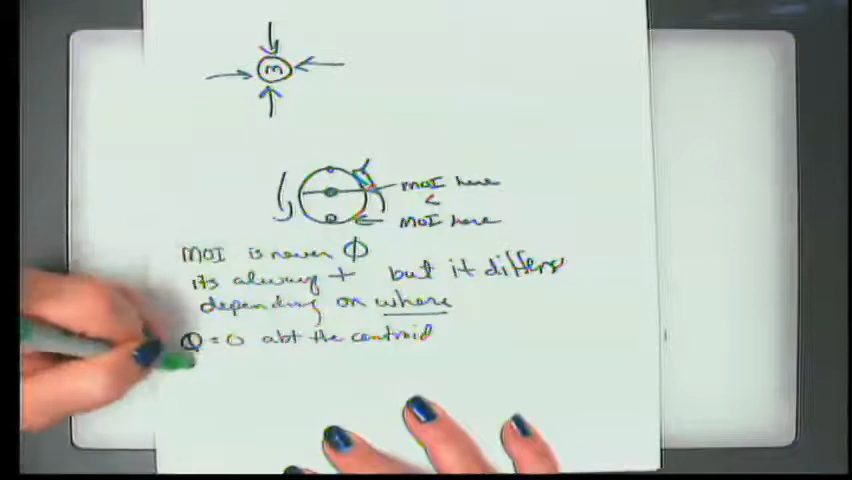 m
MOI here
<
MOI here
MOI is never Φ
its always + but it differs
depending on where
Q = 0 abt the centroid